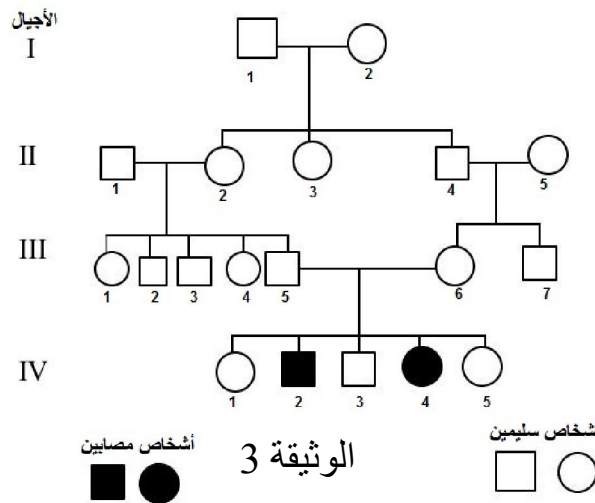 الأجيال
I
1 2
II
1 2 3 4 5
III
1 2 3 4 5 6 7
IV
1 2 3 4 5
أشخاص مصابين
الوثيقة 3
شخاص سليمين